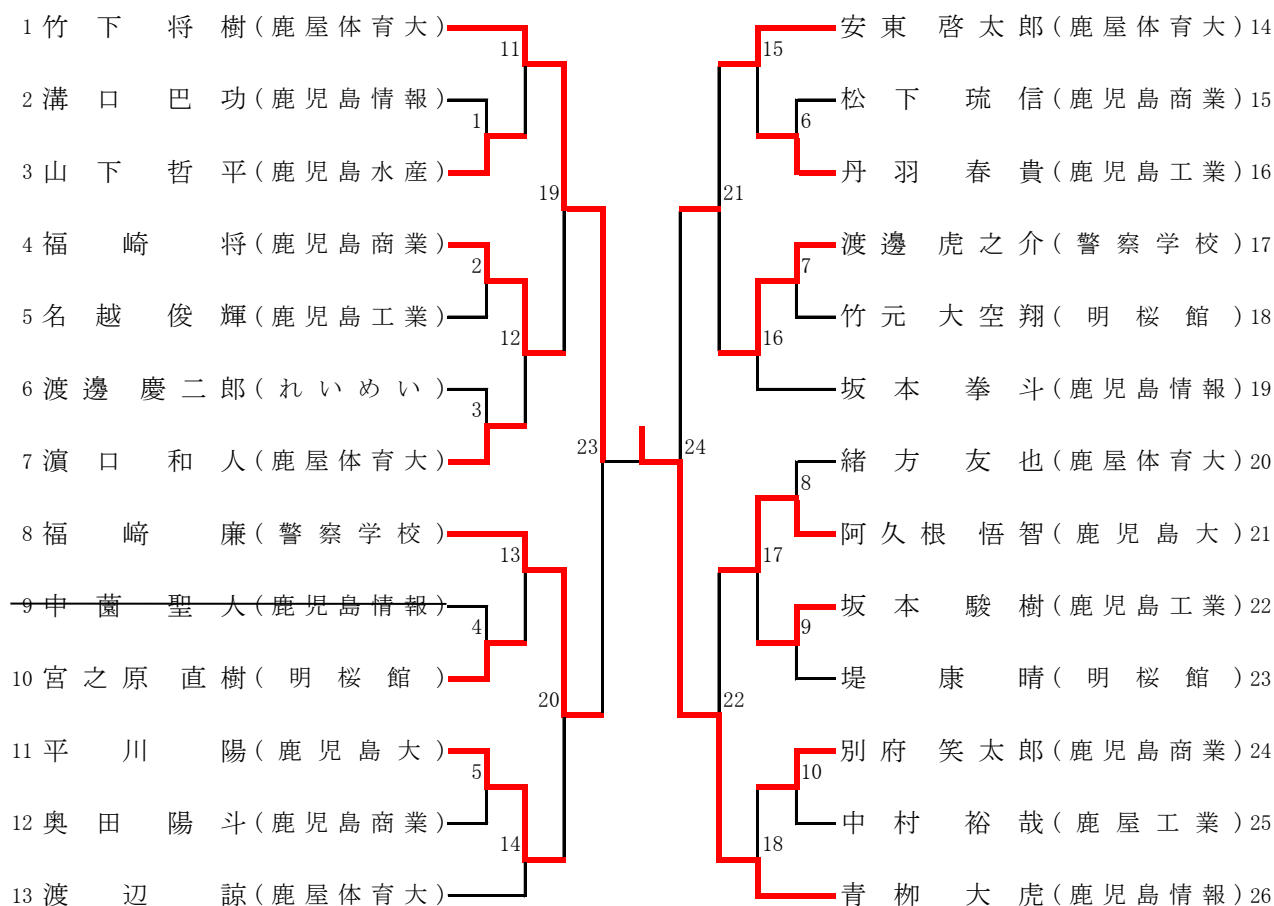 1 竹下将樹(鹿屋体育大)
2 溝口巴功(鹿児島情報)
3 山下哲平(鹿児島水産)
4 福崎将(鹿児島商業)
5 名越俊輝(鹿児島工業)
6 渡邊慶二郎(れいめい)
7 濵口和人(鹿屋体育大)
8 福﨑廉(警察学校)
9 中薗聖人(鹿児島情報)
10 宮之原直樹(明桜館)
11 平川陽(鹿児島大)
12 奥田陽斗(鹿児島商業)
13 渡辺諒(鹿屋体育大)
11
1
2
12
3
13
4
5
14
19
20
23
24
21
22
15
6
7
16
8
17
9
10
18
安東啓太郎(鹿屋体育大) 14
松下琉信(鹿児島商業) 15
丹羽春貴(鹿児島工業) 16
渡邊虎之介(警察学校) 17
竹元大空翔(明桜館) 18
坂本拳斗(鹿児島情報) 19
緒方友也(鹿屋体育大) 20
阿久根悟智(鹿児島大) 21
坂本駿樹(鹿児島工業) 22
堤康晴(明桜館) 23
別府笑太郎(鹿児島商業) 24
中村裕哉(鹿屋工業) 25
青栁大虎(鹿児島情報) 26